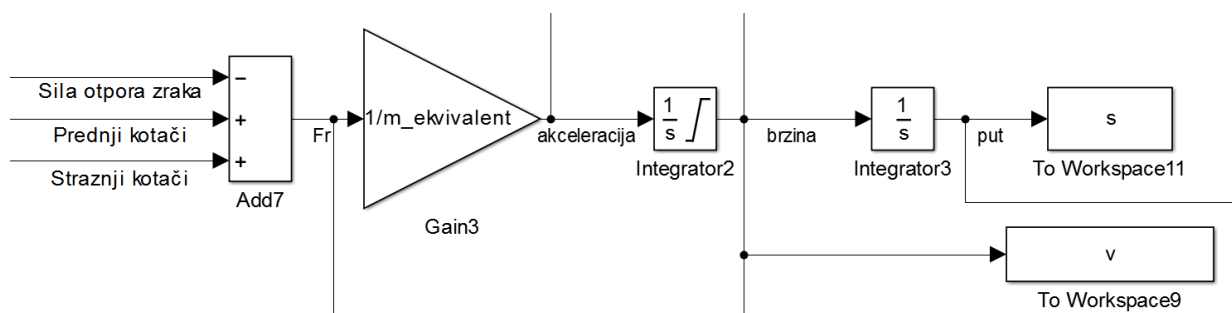 Sila otpora zraka
Prednji kotači
Straznji kotači
−
+
+
Add7
Fr
1/m_ekvivalent
Gain3
akceleracija
1
s
Integrator2
brzina
1
s
Integrator3
put
s
To Workspace11
v
To Workspace9